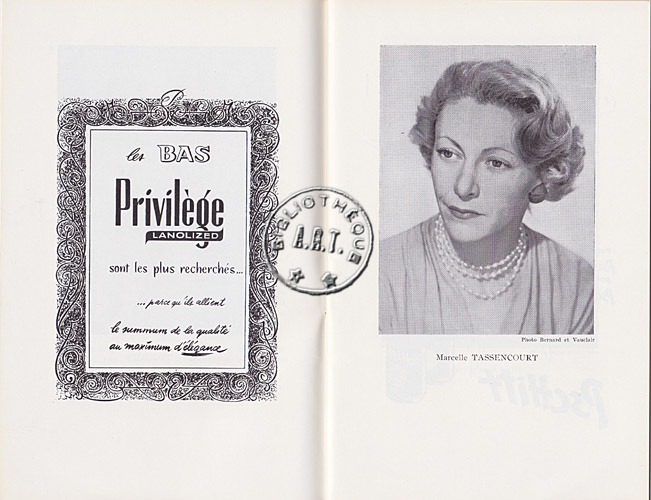 les BAS
Privilège
LANOLIZED
sont les plus recherchés...
...parce qu'ils allient
le summum de la qualité
au maximum d'élégance
BIBLIOTHÈQUE
A.R.T.
Photo Bernard et Vauclair
Marcelle TASSENCOURT
PSCHITT